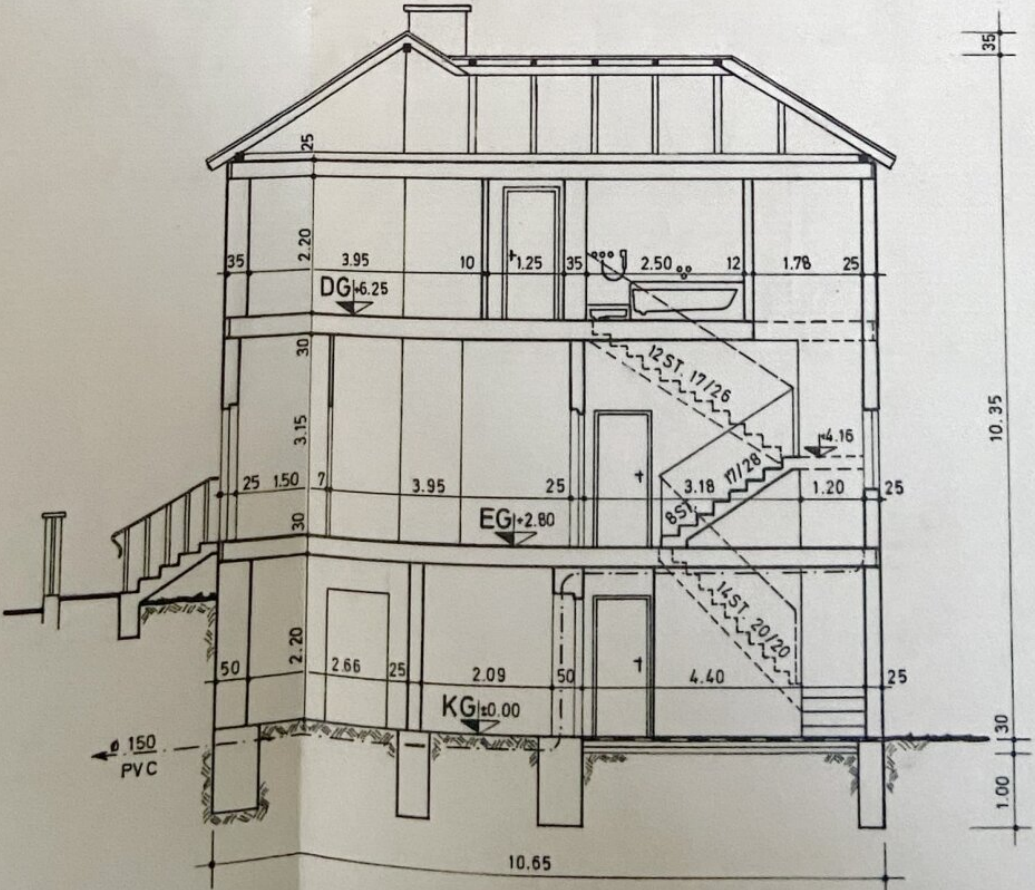 35
25
2.20
35 3.95 10 1.25 35 2.50 12 1.78 25
DG +6.25
30
12 ST. 17/26
10.35
3.15
+4.16
25 1.50 7 3.95 25 3.18 17/28 1.20 25
8 ST.
30
EG +2.80
14 ST. 20/20
2.20
50 2.66 25 2.09 50 4.40 25
KG ±0.00
30
ø 150
PVC
1.00
10.65